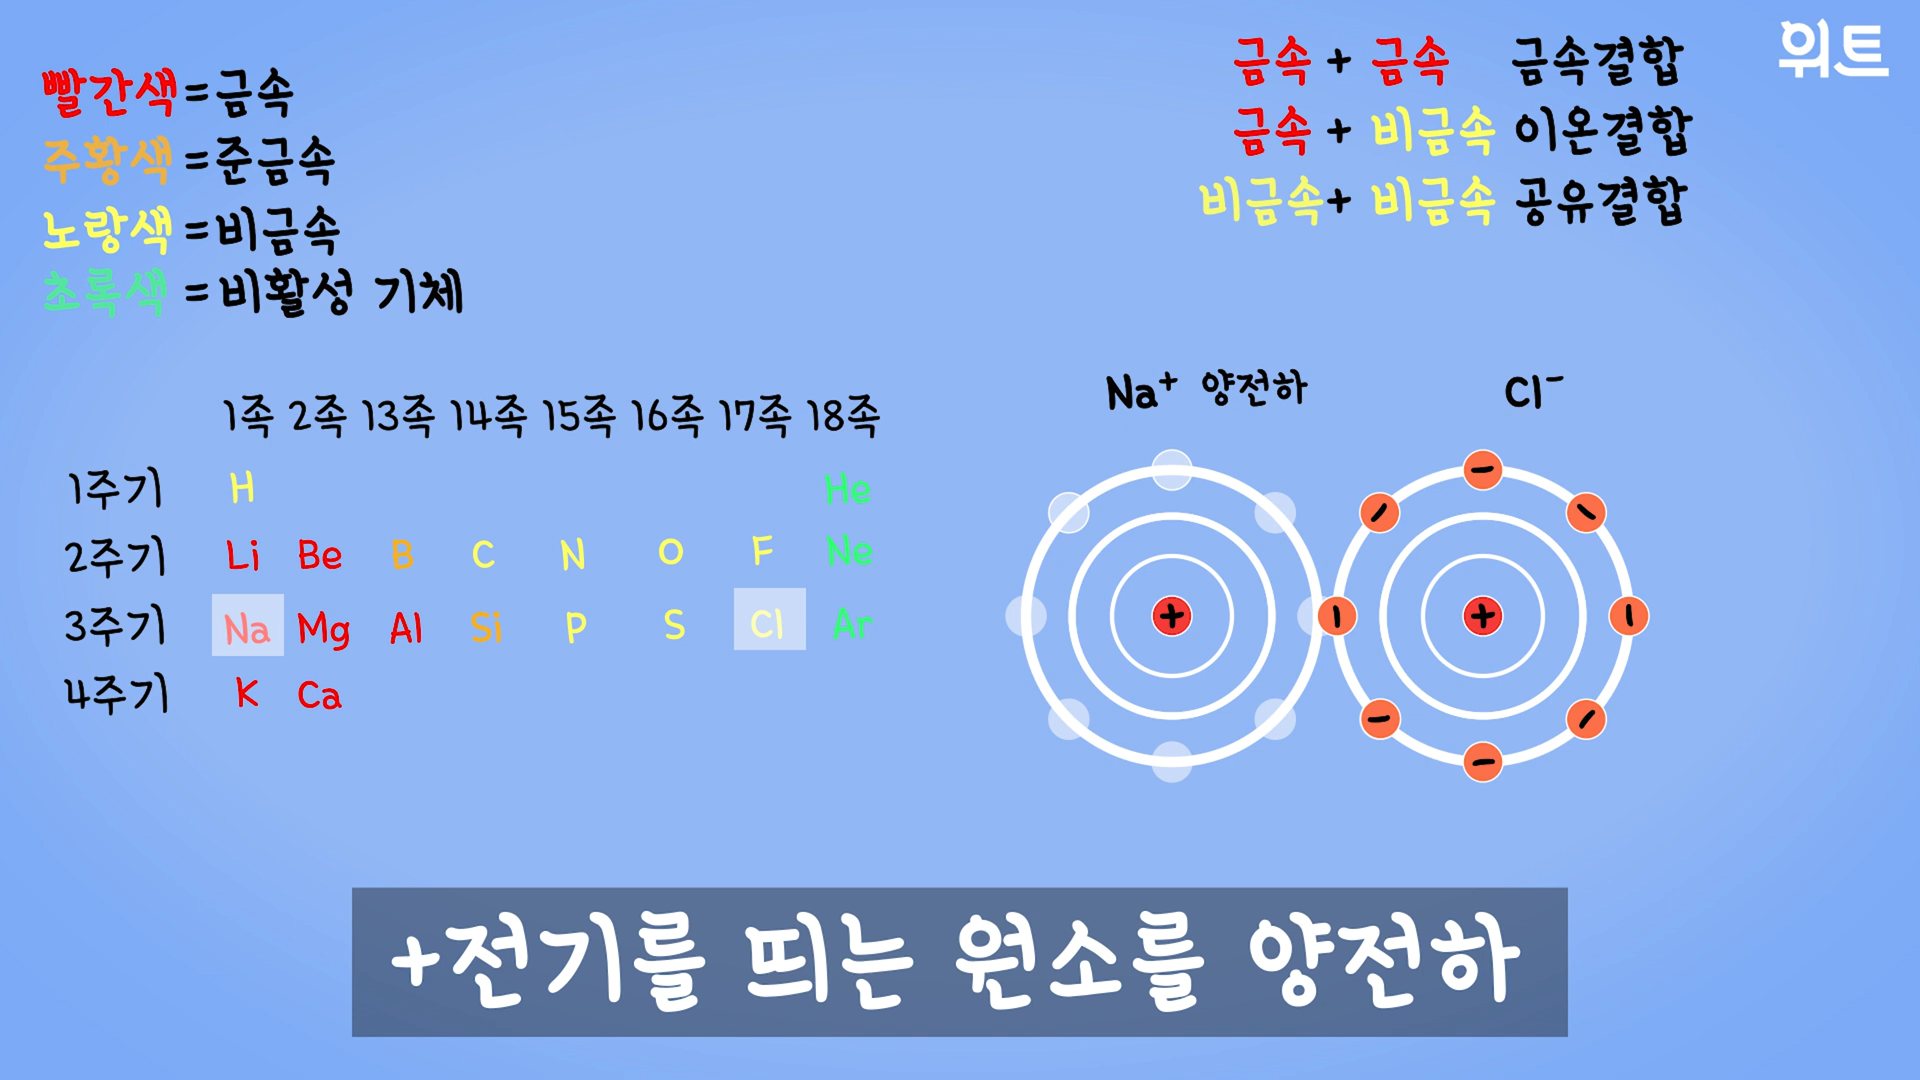 위트
빨간색=금속
주황색=준금속
노랑색=비금속
초록색=비활성 기체
금속 + 금속 금속결합
금속 + 비금속 이온결합
비금속+ 비금속 공유결합
1족 2족 13족 14족 15족 16족 17족 18족
1주기 H He
2주기 Li Be B C N O F Ne
3주기 Na Mg Al Si P S Cl Ar
4주기 K Ca
Na⁺ 양전하 Cl⁻
+ +
- - - - - - - -
+전기를 띄는 원소를 양전하